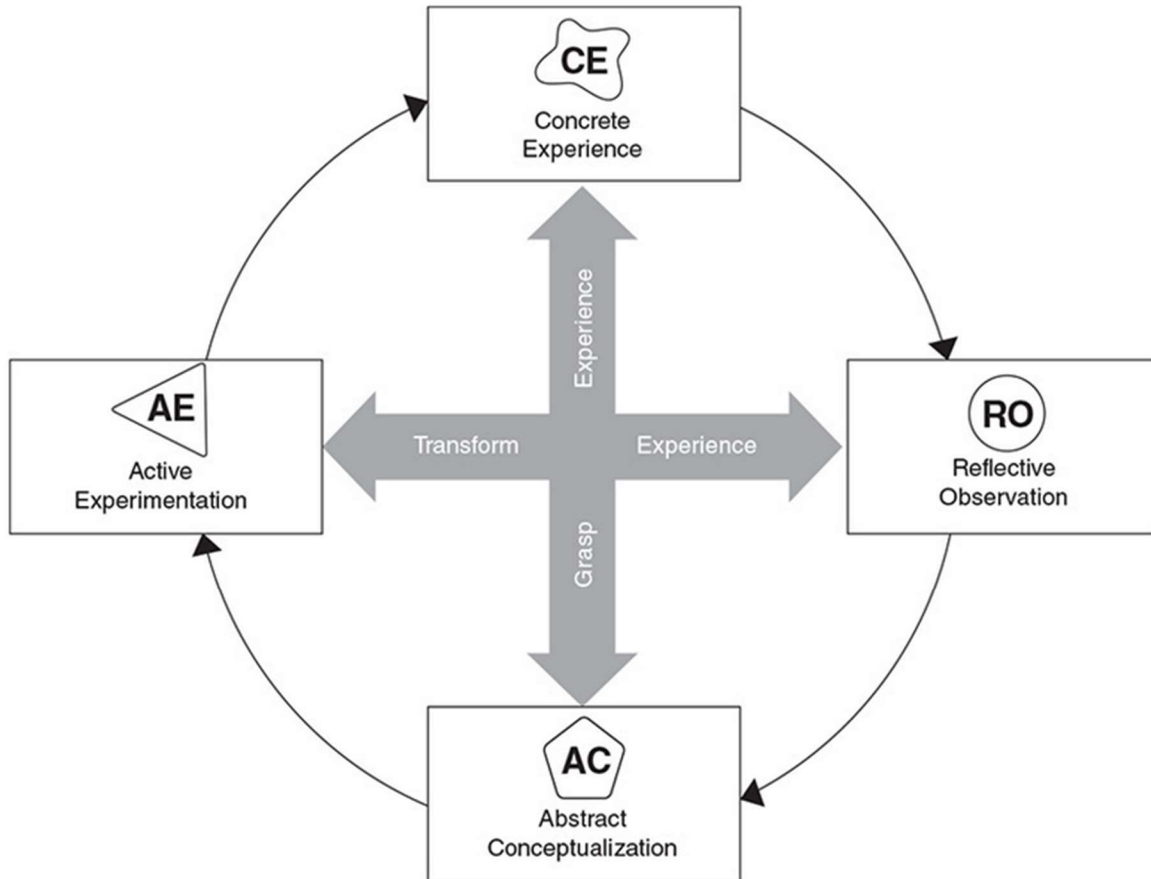 CE
Concrete
Experience
Experience
AE
Active
Experimentation
Transform
Experience
RO
Reflective
Observation
Grasp
AC
Abstract
Conceptualization